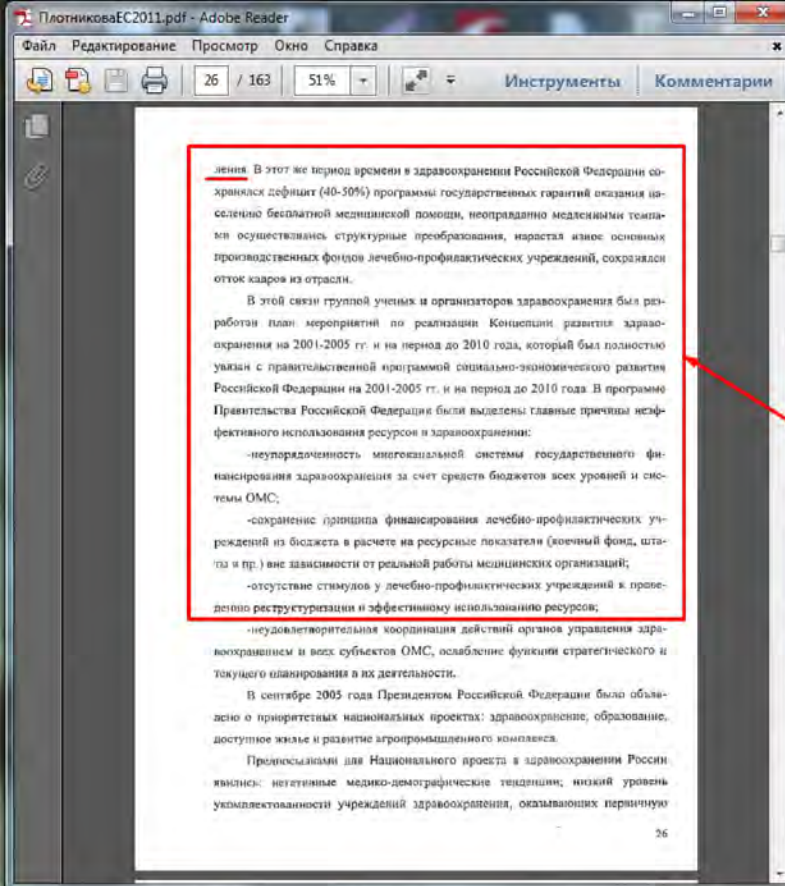 ПлотниковаЕС2011.pdf - Adobe Reader
Файл Редактирование Просмотр Окно Справка
26 / 163 51% Инструменты Комментарии
ления. В этот же период времени в здравоохранении Российской Федерации со-
хранялся дефицит (40-50%) программы государственных гарантий оказания на-
селению бесплатной медицинской помощи, неоправданно медленными темпа-
ми осуществлялись структурные преобразования, нарастал износ основных
производственных фондов лечебно-профилактических учреждений, сохранялся
отток кадров из отрасли.
В этой связи группой ученых и организаторов здравоохранения был раз-
работан план мероприятий по реализации Концепции развития здраво-
охранения на 2001-2005 гг. и на период до 2010 года, который был полностью
увязан с правительственной программой социально-экономического развития
Российской Федерации на 2001-2005 гг. и на период до 2010 года. В программе
Правительства Российской Федерации были выделены главные причины неэф-
фективного использования ресурсов в здравоохранении:
-неупорядоченность многоканальной системы государственного фи-
нансирования здравоохранения за счет средств бюджетов всех уровней и сис-
темы ОМС;
-сохранение принципа финансирования лечебно-профилактических уч-
реждений из бюджета в расчете на ресурсные показатели (коечный фонд, шта-
ты и пр.) вне зависимости от реальной работы медицинских организаций;
-отсутствие стимулов у лечебно-профилактических учреждений к прове-
дению реструктуризации и эффективному использованию ресурсов;
-неудовлетворительная координация действий органов управления здра-
воохранением и всех субъектов ОМС, ослабление функции стратегического и
текущего планирования в их деятельности.
В сентябре 2005 года Президентом Российской Федерации было объяв-
лено о приоритетных национальных проектах: здравоохранение, образование,
доступное жилье и развитие агропромышленного комплекса.
Предпосылками для Национального проекта в здравоохранении России
явились: негативные медико-демографические тенденции; низкий уровень
укомплектованности учреждений здравоохранения, оказывающих первичную
26